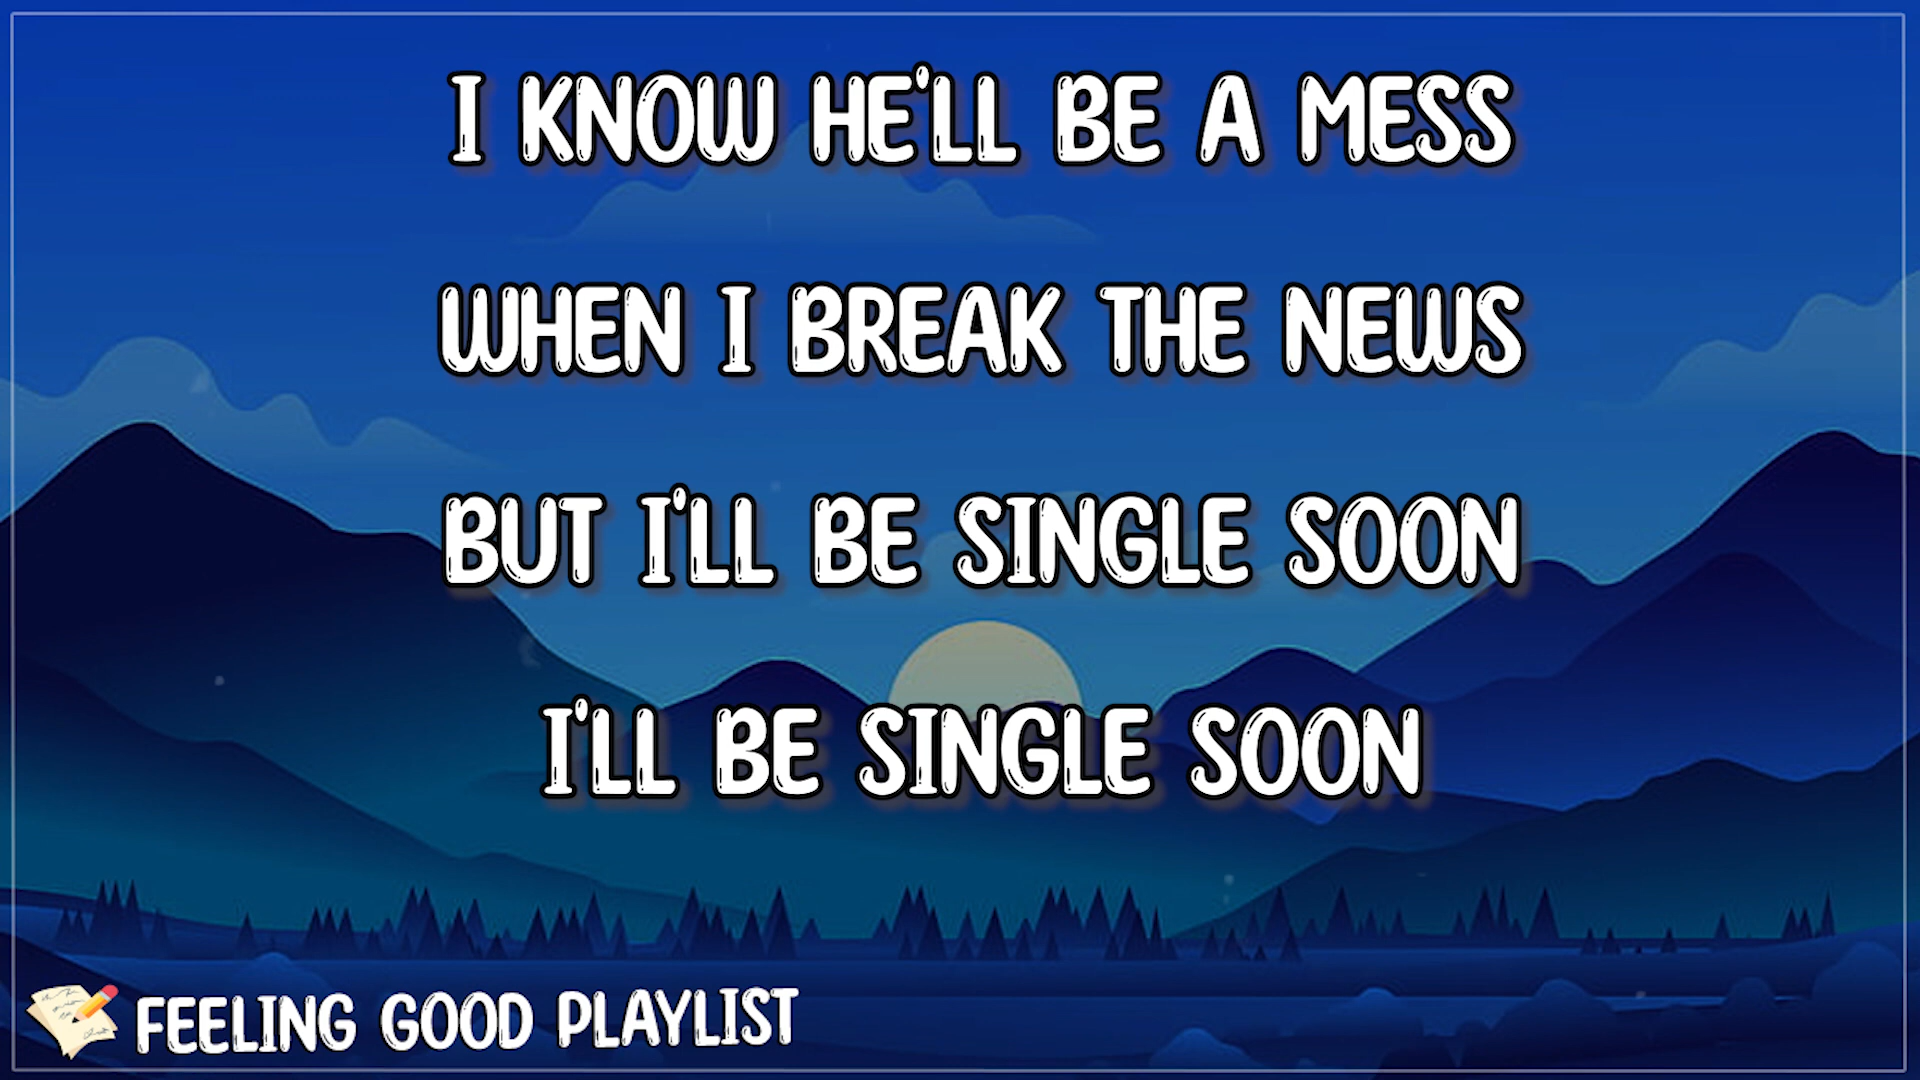 I KNOW HE'LL BE A MESS
WHEN I BREAK THE NEWS
BUT I'LL BE SINGLE SOON
I'LL BE SINGLE SOON
FEELING GOOD PLAYLIST